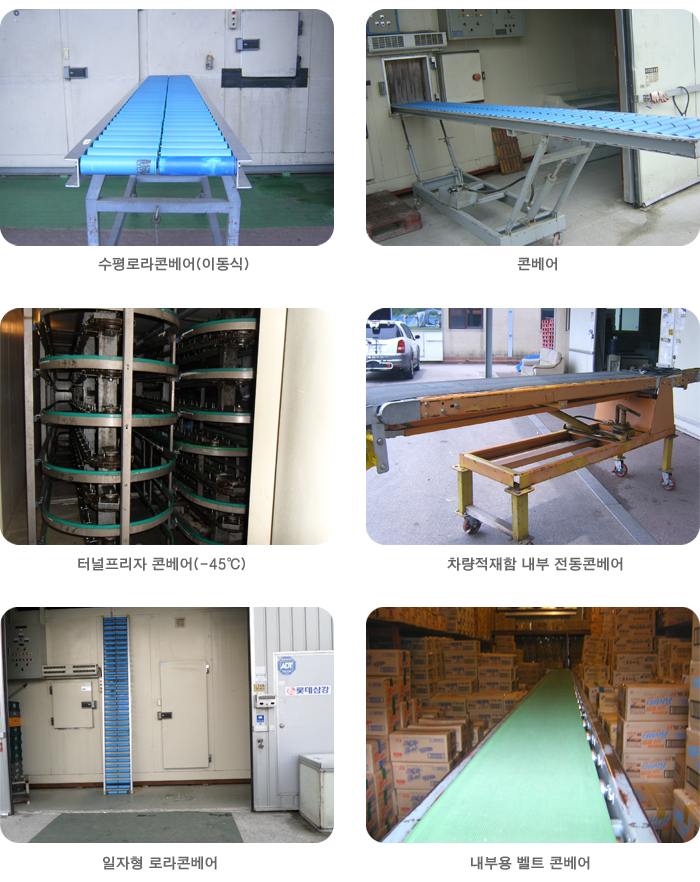 수평로라콘베어(이동식)
콘베어
터널프리자 콘베어(-45℃)
차량적재함 내부 전동콘베어
ADT
롯데삼강
일자형 로라콘베어
내부용 벨트 콘베어